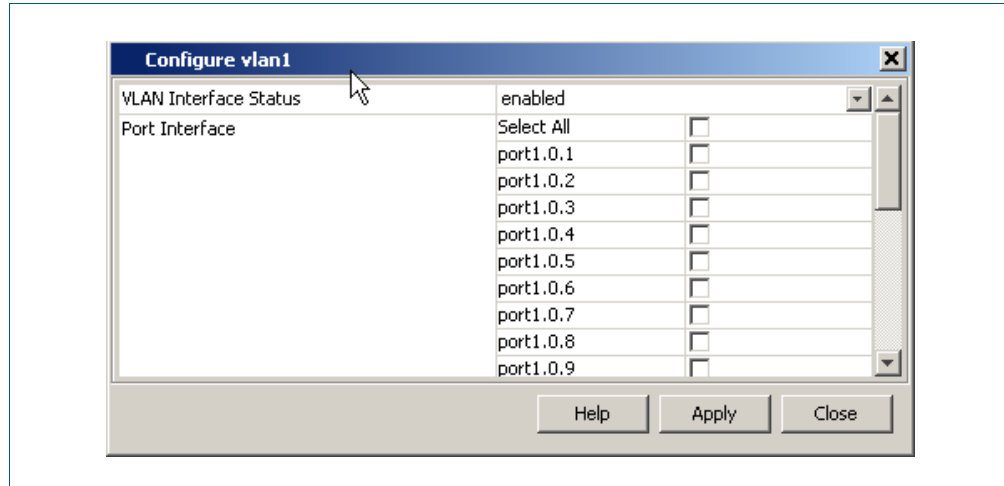 Configure vlan1
VLAN Interface Status enabled
Port Interface Select All
port1.0.1
port1.0.2
port1.0.3
port1.0.4
port1.0.5
port1.0.6
port1.0.7
port1.0.8
port1.0.9
Help Apply Close